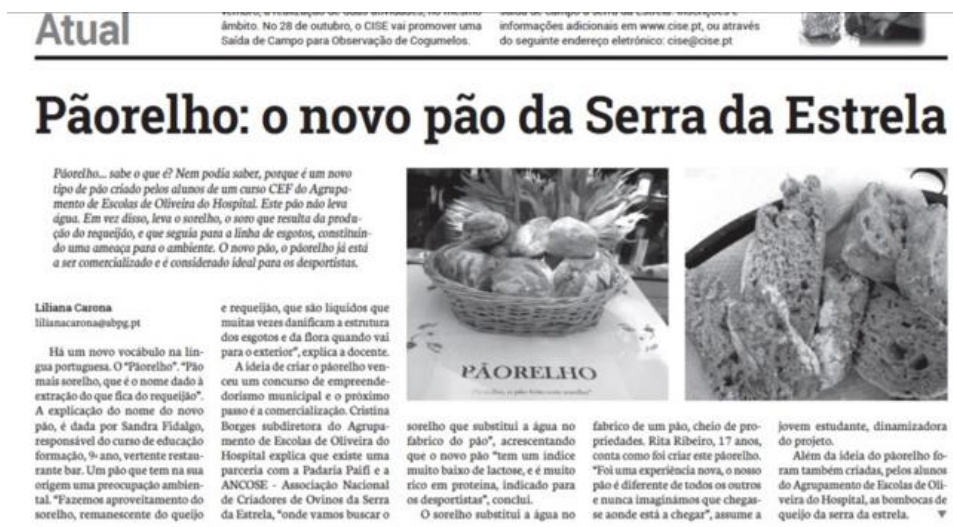 Atual
âmbito. No 28 de outubro, o CISE vai promover uma
Saída de Campo para Observação de Cogumelos.
informações adicionais em www.cise.pt, ou através
do seguinte endereço eletrónico: cise@cise.pt
Pãorelho: o novo pão da Serra da Estrela
Pãorelho... sabe o que é? Nem podia saber, porque é um novo
tipo de pão criado pelos alunos de um curso CEF do Agrupa-
mento de Escolas de Oliveira do Hospital. Este pão não leva
água. Em vez disso, leva o sorelho, o soro que resulta da produ-
ção do requeijão, e que seguia para a linha de esgotos, constituin-
do uma ameaça para o ambiente. O novo pão, o pãorelho já está
a ser comercializado e é considerado ideal para os desportistas.
Liliana Carona
lilianacarona@abpg.pt
Há um novo vocábulo na lín-
gua portuguesa. O "Pãorelho". "Pão
mais sorelho, que é o nome dado à
extração do que fica do requeijão".
A explicação do nome do novo
pão, é dada por Sandra Fidalgo,
responsável do curso de educação
formação, 9º ano, vertente restau-
rante bar. Um pão que tem na sua
origem uma preocupação ambien-
tal. "Fazemos aproveitamento do
sorelho, remanescente do queijo
e requeijão, que são líquidos que
muitas vezes danificam a estrutura
dos esgotos e da flora quando vai
para o exterior", explica a docente.
A ideia de criar o pãorelho ven-
ceu um concurso de empreende-
dorismo municipal e o próximo
passo é a comercialização. Cristina
Borges subdiretora do Agrupa-
mento de Escolas de Oliveira do
Hospital explica que existe uma
parceria com a Padaria Paifi e a
ANCOSE - Associação Nacional
de Criadores de Ovinos da Serra
da Estrela, "onde vamos buscar o
PÃORELHO
sorelho que substitui a água no
fabrico do pão", acrescentando
que o novo pão "tem um índice
muito baixo de lactose, e é muito
rico em proteína, indicado para
os desportistas", conclui.
O sorelho substitui a água no
fabrico de um pão, cheio de pro-
priedades. Rita Ribeiro, 17 anos,
conta como foi criar este pãorelho.
"Foi uma experiência nova, o nosso
pão é diferente de todos os outros
e nunca imaginámos que chegas-
se aonde está a chegar", assume a
jovem estudante, dinamizadora
do projeto.
Além da ideia do pãorelho fo-
ram também criadas, pelos alunos
do Agrupamento de Escolas de Oli-
veira do Hospital, as bombocas de
queijo da serra da estrela.